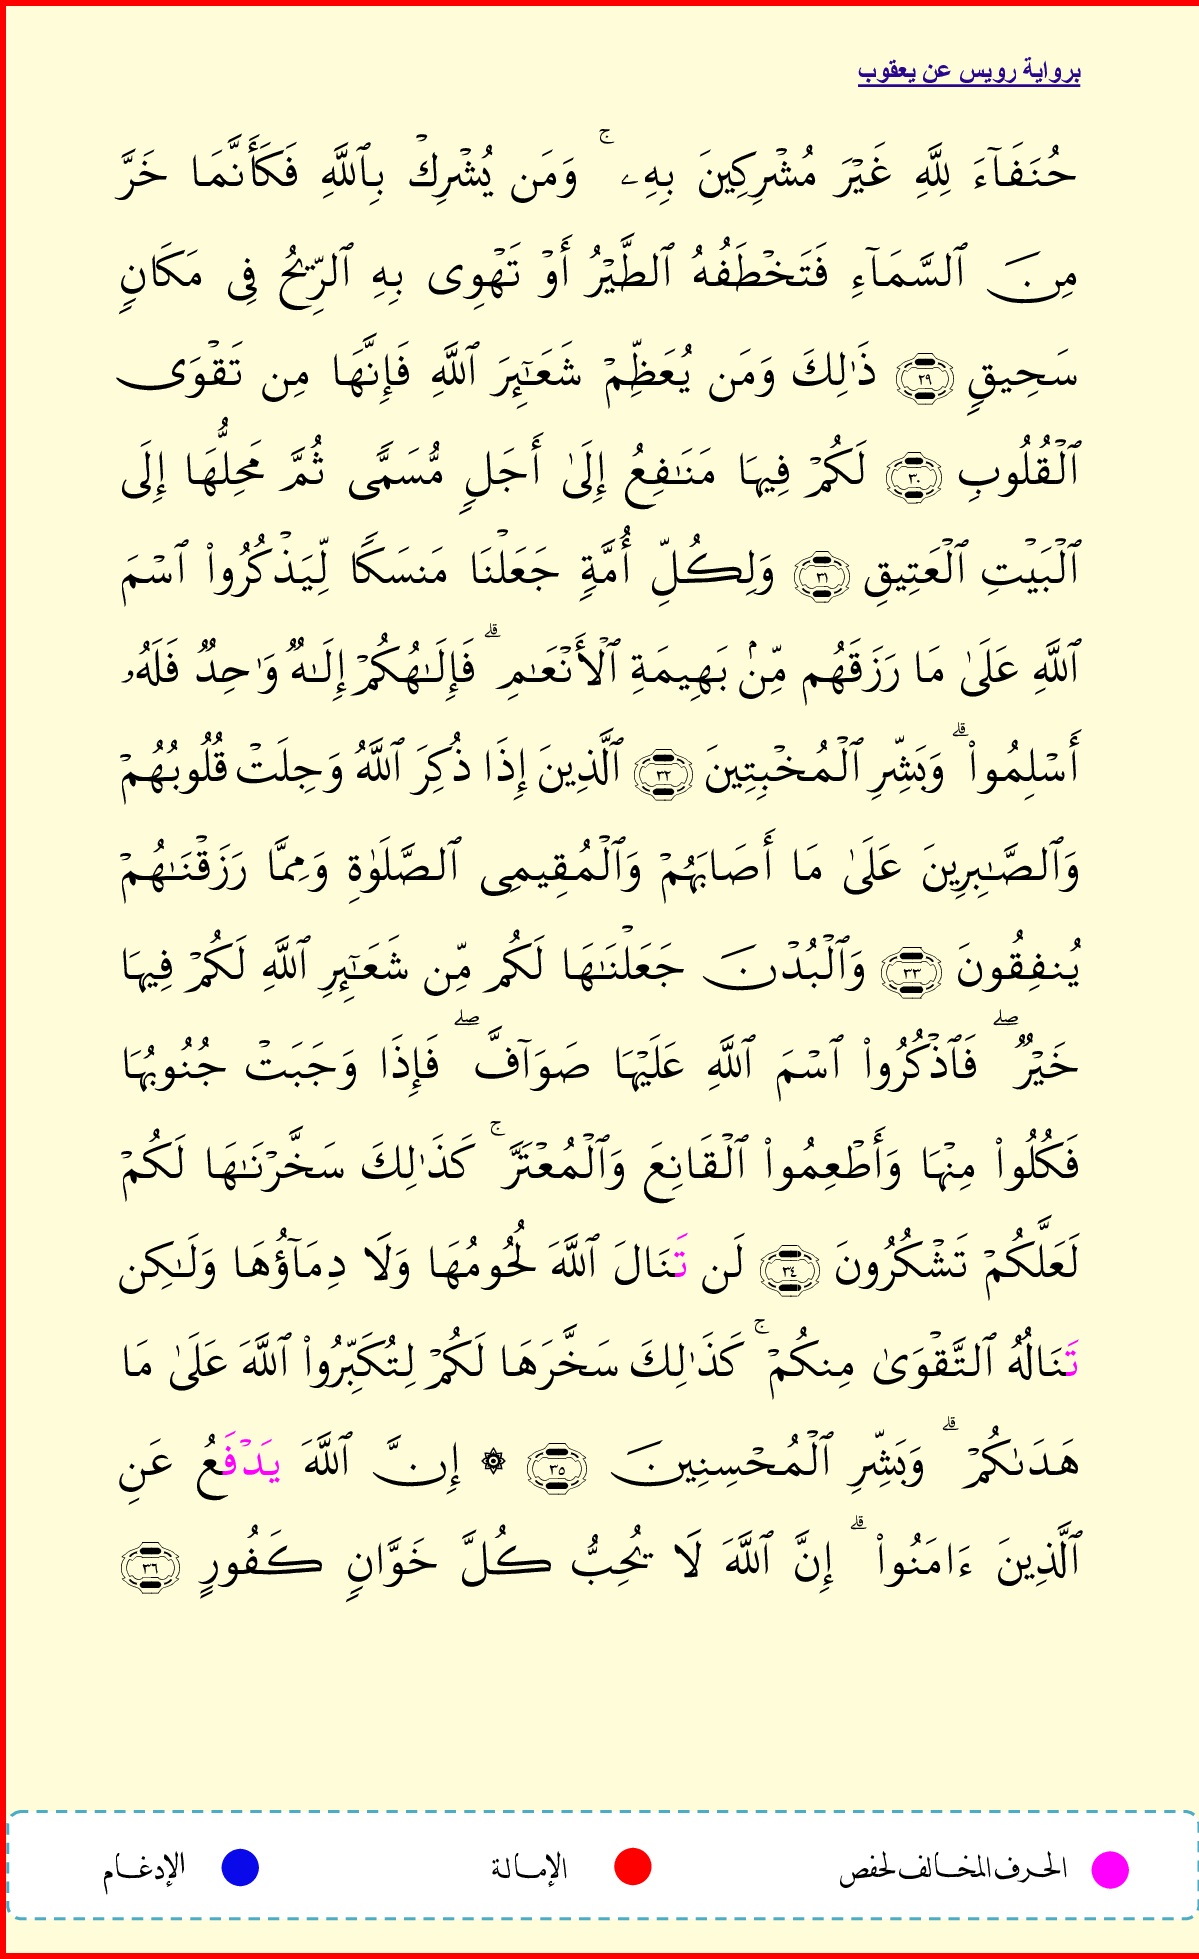 برواية رويس عن يعقوب
حُنَفَآءَ لِلَّهِ غَيۡرَ مُشۡرِكِينَ بِهِۦۚ وَمَن يُشۡرِكۡ بِٱللَّهِ فَكَأَنَّمَا خَرَّ
مِنَ ٱلسَّمَآءِ فَتَخۡطَفُهُ ٱلطَّيۡرُ أَوۡ تَهۡوِى بِهِ ٱلرِّيحُ فِى مَكَانٖ
سَحِيقٖ ٢٩ ذَٰلِكَ وَمَن يُعَظِّمۡ شَعَٰٓئِرَ ٱللَّهِ فَإِنَّهَا مِن تَقۡوَى
ٱلۡقُلُوبِ ٣٠ لَكُمۡ فِيهَا مَنَٰفِعُ إِلَىٰٓ أَجَلٖ مُّسَمّٗى ثُمَّ مَحِلُّهَا إِلَى
ٱلۡبَيۡتِ ٱلۡعَتِيقِ ٣١ وَلِكُلِّ أُمَّةٖ جَعَلۡنَا مَنسَكٗا لِّيَذۡكُرُواْ ٱسۡمَ
ٱللَّهِ عَلَىٰ مَا رَزَقَهُم مِّنۢ بَهِيمَةِ ٱلۡأَنۡعَٰمِۗ فَإِلَٰهُكُمۡ إِلَٰهٞ وَٰحِدٞ فَلَهُۥ
أَسۡلِمُواْۗ وَبَشِّرِ ٱلۡمُخۡبِتِينَ ٣٢ ٱلَّذِينَ إِذَا ذُكِرَ ٱللَّهُ وَجِلَتۡ قُلُوبُهُمۡ
وَٱلصَّٰبِرِينَ عَلَىٰ مَا أَصَابَهُمۡ وَٱلۡمُقِيمِى ٱلصَّلَوٰةِ وَمِمَّا رَزَقۡنَٰهُمۡ
يُنفِقُونَ ٣٣ وَٱلۡبُدۡنَ جَعَلۡنَٰهَا لَكُم مِّن شَعَٰٓئِرِ ٱللَّهِ لَكُمۡ فِيهَا
خَيۡرٞۖ فَٱذۡكُرُواْ ٱسۡمَ ٱللَّهِ عَلَيۡهَا صَوَآفَّۖ فَإِذَا وَجَبَتۡ جُنُوبُهَا
فَكُلُواْ مِنۡهَا وَأَطۡعِمُواْ ٱلۡقَانِعَ وَٱلۡمُعۡتَرَّۚ كَذَٰلِكَ سَخَّرۡنَٰهَا لَكُمۡ
لَعَلَّكُمۡ تَشۡكُرُونَ ٣٤ لَن تَنَالَ ٱللَّهَ لُحُومُهَا وَلَا دِمَآؤُهَا وَلَٰكِن
تَنَالُهُ ٱلتَّقۡوَىٰ مِنكُمۡۚ كَذَٰلِكَ سَخَّرَهَا لَكُمۡ لِتُكَبِّرُواْ ٱللَّهَ عَلَىٰ مَا
هَدَىٰكُمۡۗ وَبَشِّرِ ٱلۡمُحۡسِنِينَ ٣٥ ۞ إِنَّ ٱللَّهَ يَدۡفَعُ عَنِ
ٱلَّذِينَ ءَامَنُواْۗ إِنَّ ٱللَّهَ لَا يُحِبُّ كُلَّ خَوَّانٖ كَفُورٖ ٣٦
الحرف المخالف لحفص
الإمالة
الإدغام